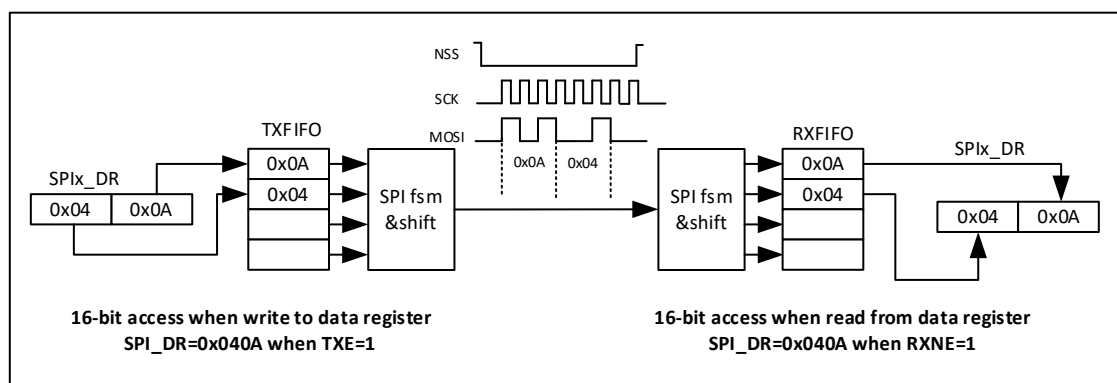 NSS
SCK
MOSI
0x0A
0x04
TXFIFO
0x0A
0x04
SPIx_DR
0x04 0x0A
SPI fsm
&shift
SPI fsm
&shift
RXFIFO
0x0A
0x04
SPIx_DR
0x04 0x0A
16-bit access when write to data register
SPI_DR=0x040A when TXE=1
16-bit access when read from data register
SPI_DR=0x040A when RXNE=1